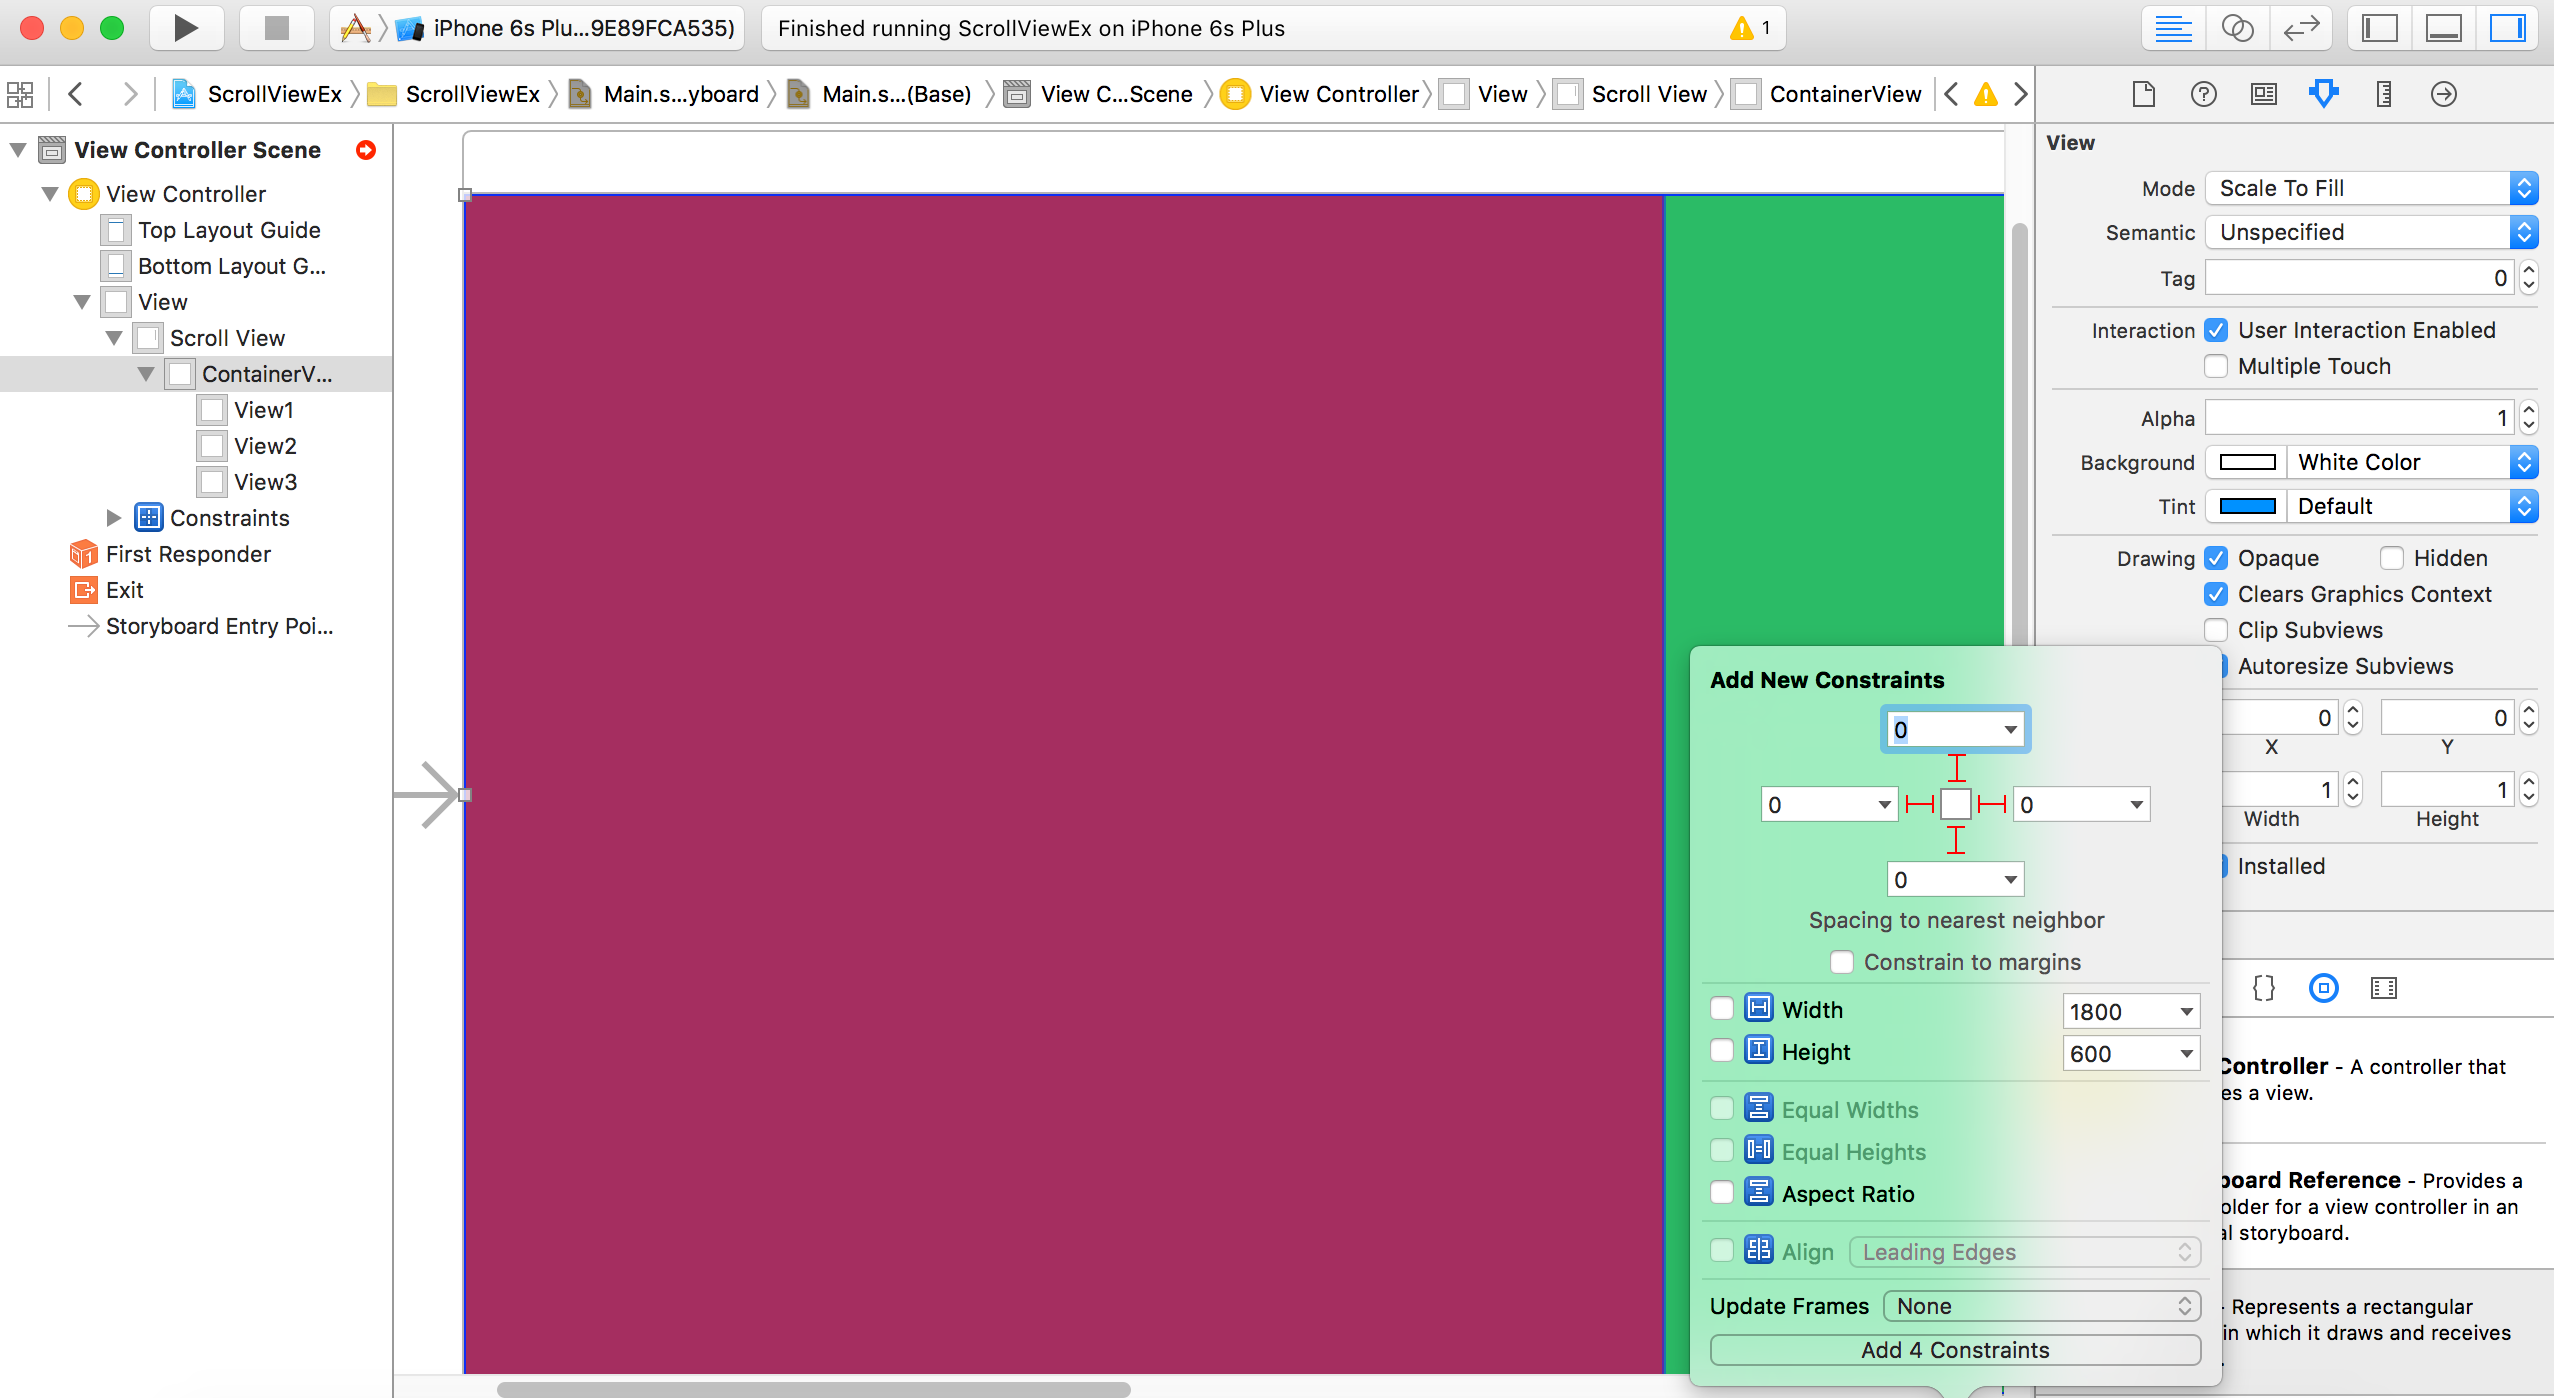 iPhone 6s Plu...9E89FCA535)
Finished running ScrollViewEx on iPhone 6s Plus
1
ScrollViewEx
ScrollViewEx
Main.s...yboard
Main.s...(Base)
View C...Scene
View Controller
View
Scroll View
ContainerView
View Controller Scene
View Controller
Top Layout Guide
Bottom Layout G...
View
Scroll View
ContainerV...
View1
View2
View3
Constraints
First Responder
Exit
Storyboard Entry Poi...
View
Mode Scale To Fill
Semantic Unspecified
Tag 0
Interaction User Interaction Enabled
Multiple Touch
Alpha 1
Background White Color
Tint Default
Drawing Opaque Hidden
Clears Graphics Context
Clip Subviews
Autoresize Subviews
0 0
X Y
1 1
Width Height
Installed
Add New Constraints
0
0 0
0
Spacing to nearest neighbor
Constrain to margins
Width 1800
Height 600
Equal Widths
Equal Heights
Aspect Ratio
Align Leading Edges
Update Frames None
Add 4 Constraints
Controller - A controller that
es a view.
board Reference - Provides a
older for a view controller in an
al storyboard.
- Represents a rectangular
in which it draws and receives